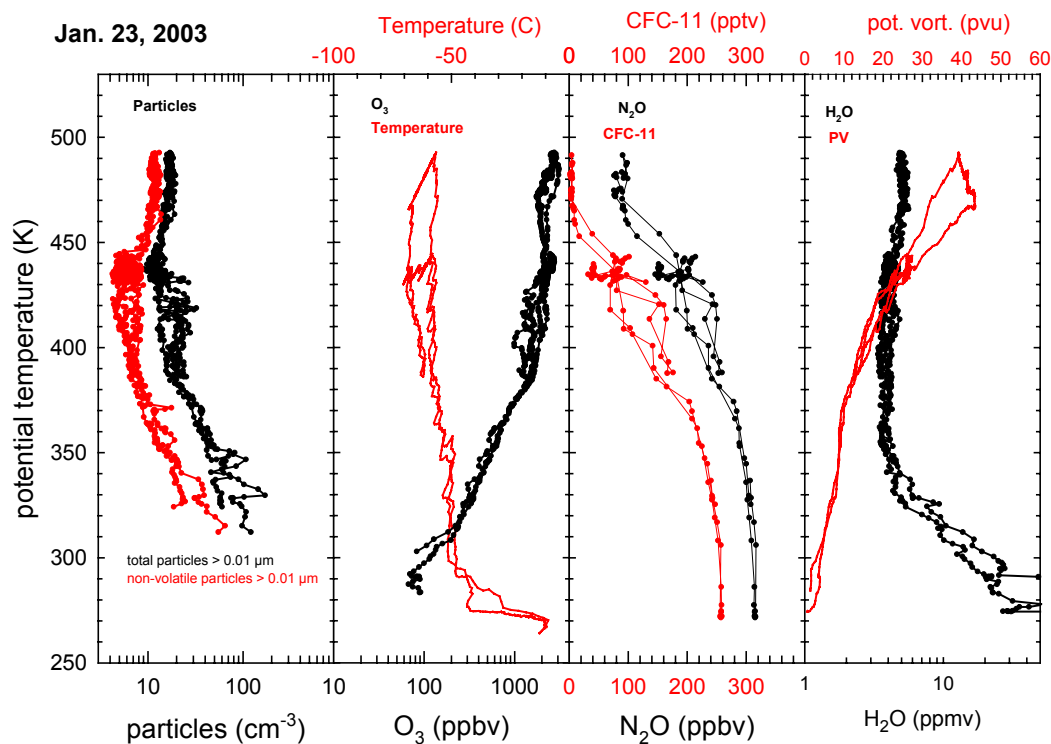 Jan. 23, 2003
Temperature (C)
CFC-11 (pptv)
pot. vort. (pvu)
-100 -50 0 100 200 300 0 10 20 30 40 50 60
Particles
O₃
Temperature
N₂O
CFC-11
H₂O
PV
potential temperature (K)
500
450
400
350
300
250
total particles > 0.01 µm
non-volatile particles > 0.01 µm
10 100 10 100 1000 0 100 200 300 1 10
particles (cm⁻³)
O₃ (ppbv)
N₂O (ppbv)
H₂O (ppmv)